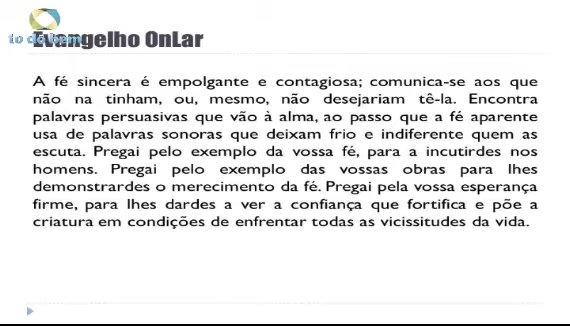 Evangelho OnLar
A fé sincera é empolgante e contagiosa; comunica-se aos que
não na tinham, ou, mesmo, não desejariam tê-la. Encontra
palavras persuasivas que vão à alma, ao passo que a fé aparente
usa de palavras sonoras que deixam frio e indiferente quem as
escuta. Pregai pelo exemplo da vossa fé, para a incutirdes nos
homens. Pregai pelo exemplo das vossas obras para lhes
demonstrardes o merecimento da fé. Pregai pela vossa esperança
firme, para lhes dardes a ver a confiança que fortifica e põe a
criatura em condições de enfrentar todas as vicissitudes da vida.